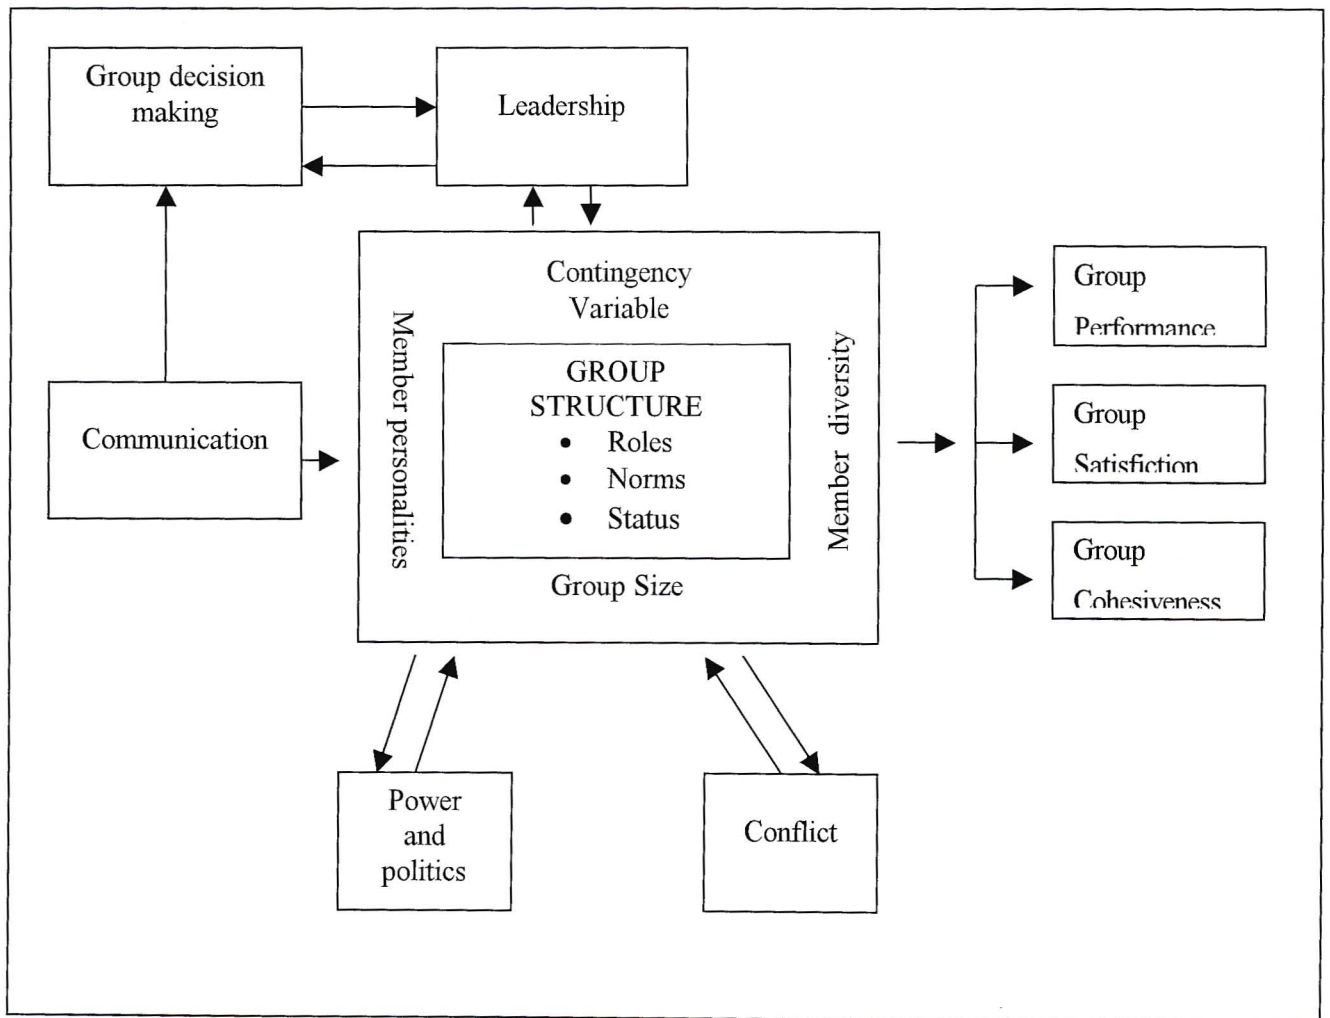 Group decision
making
Leadership
Contingency
Variable
Member personalities
Member diversity
GROUP
STRUCTURE
• Roles
• Norms
• Status
Group Size
Communication
Group
Performance
Group
Satisfiction
Group
Cohesiveness
Power
and
politics
Conflict